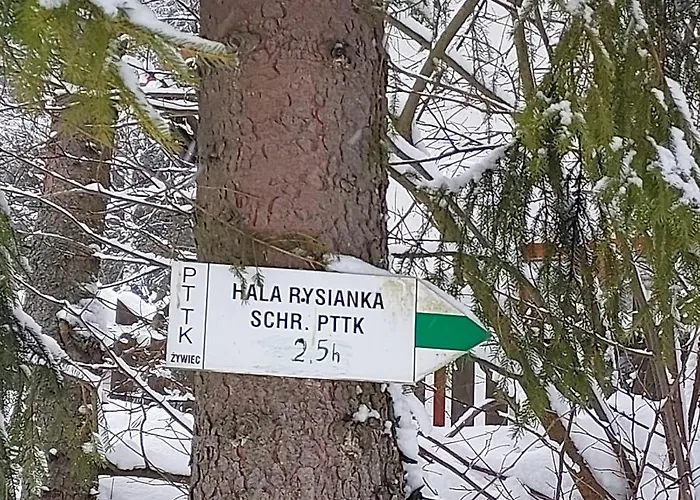 PTTK
ŻYWIEC
HALA RYSIANKA
SCHR. PTTK
2,5h